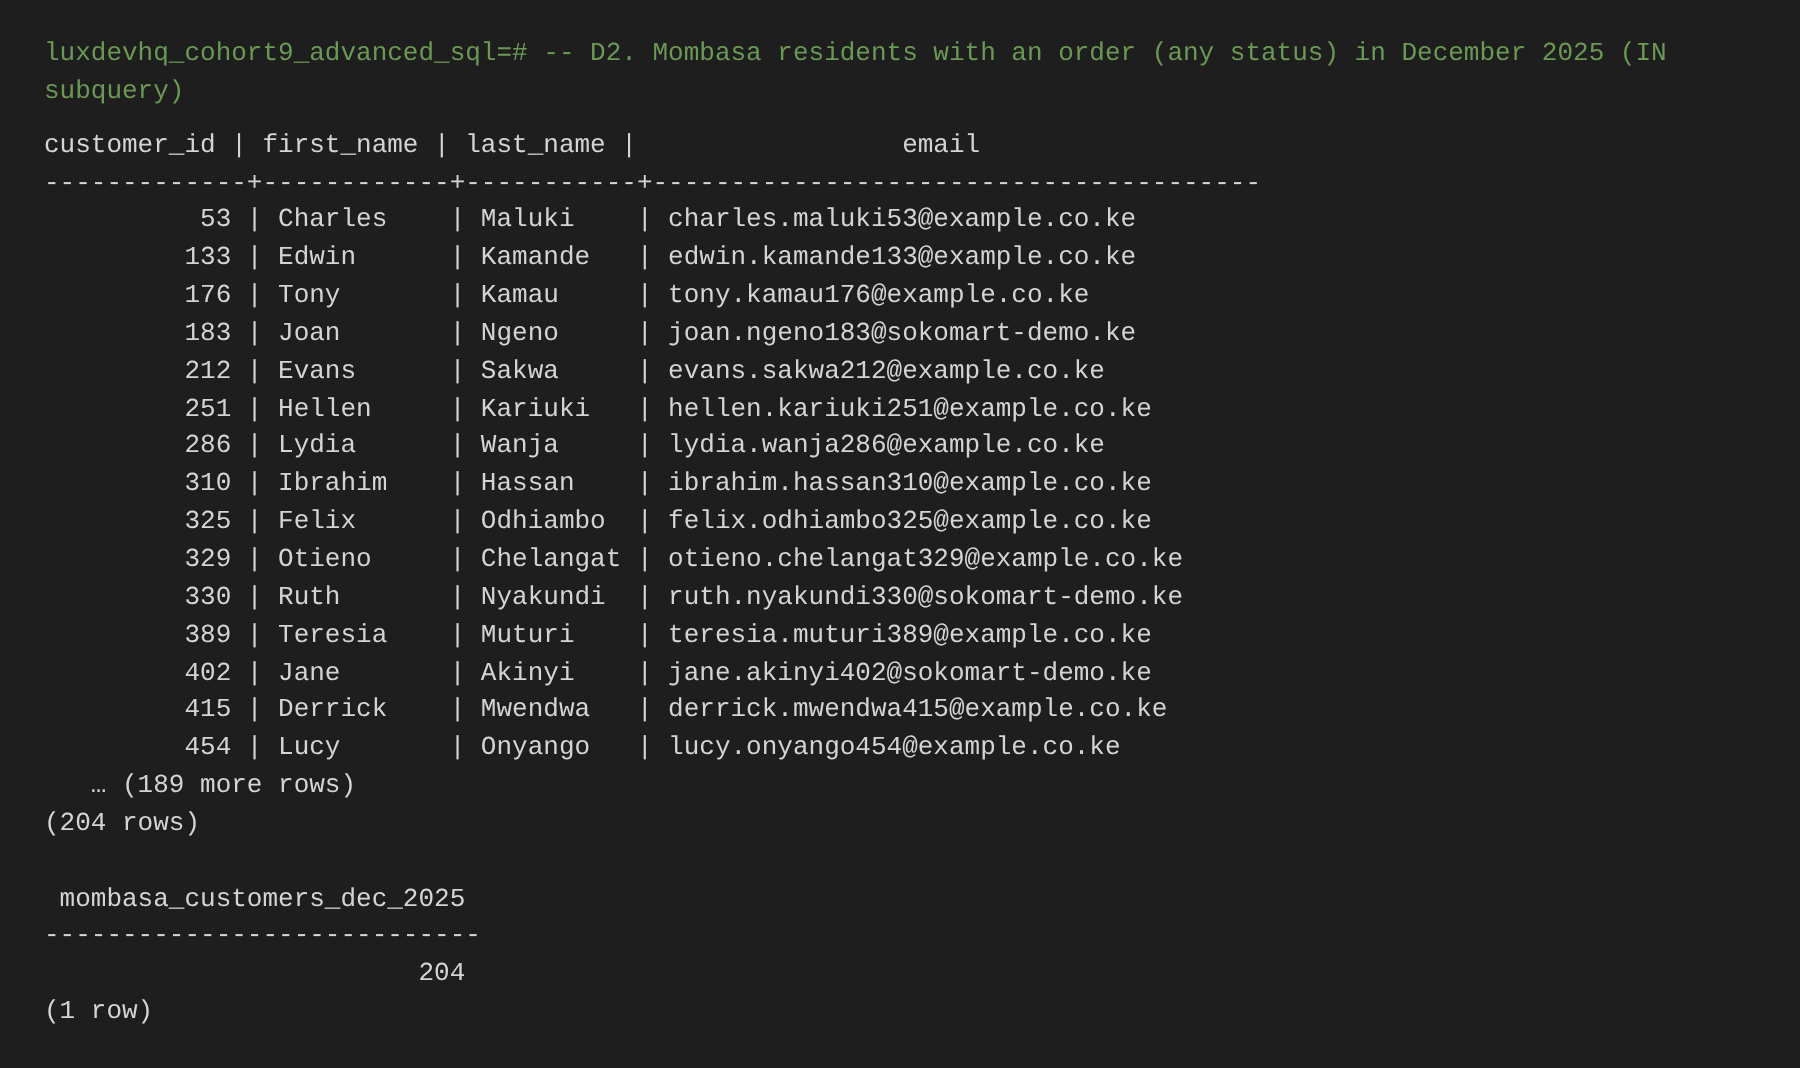 luxdevhq_cohort9_advanced_sql=# -- D2. Mombasa residents with an order (any status) in December 2025 (IN
subquery)
customer_id | first_name | last_name |                 email
-------------+------------+-----------+---------------------------------------
          53 | Charles    | Maluki    | charles.maluki53@example.co.ke
         133 | Edwin      | Kamande   | edwin.kamande133@example.co.ke
         176 | Tony       | Kamau     | tony.kamau176@example.co.ke
         183 | Joan       | Ngeno     | joan.ngeno183@sokomart-demo.ke
         212 | Evans      | Sakwa     | evans.sakwa212@example.co.ke
         251 | Hellen     | Kariuki   | hellen.kariuki251@example.co.ke
         286 | Lydia      | Wanja     | lydia.wanja286@example.co.ke
         310 | Ibrahim    | Hassan    | ibrahim.hassan310@example.co.ke
         325 | Felix      | Odhiambo  | felix.odhiambo325@example.co.ke
         329 | Otieno     | Chelangat | otieno.chelangat329@example.co.ke
         330 | Ruth       | Nyakundi  | ruth.nyakundi330@sokomart-demo.ke
         389 | Teresia    | Muturi    | teresia.muturi389@example.co.ke
         402 | Jane       | Akinyi    | jane.akinyi402@sokomart-demo.ke
         415 | Derrick    | Mwendwa   | derrick.mwendwa415@example.co.ke
         454 | Lucy       | Onyango   | lucy.onyango454@example.co.ke
   … (189 more rows)
(204 rows)
 mombasa_customers_dec_2025
----------------------------
                        204
(1 row)